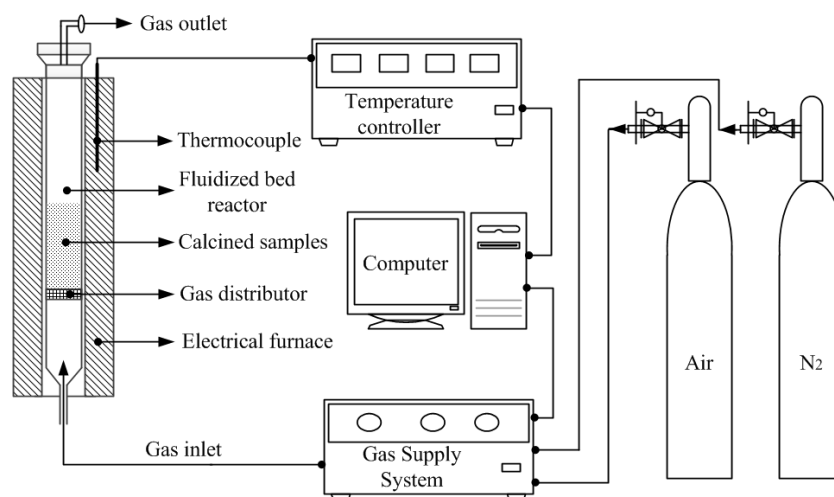 Gas outlet
Temperature
controller
Thermocouple
Fluidized bed
reactor
Calcined samples
Computer
Gas distributor
Electrical furnace
Air
N2
Gas inlet
Gas Supply
System